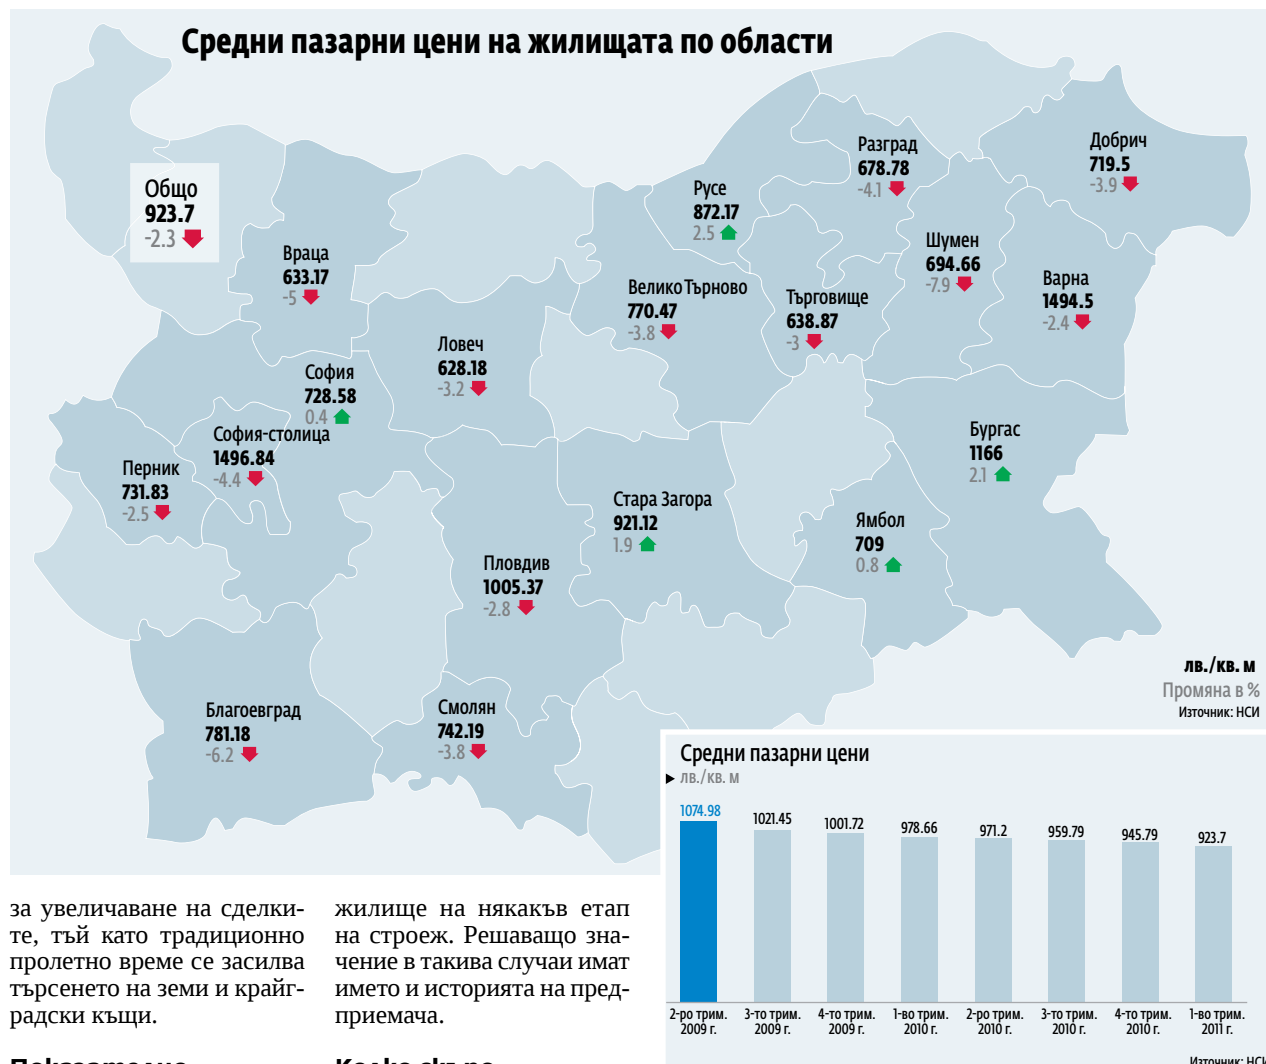 Средни пазарни цени на жилищата по области
Общо
923.7
-2.3
Враца
633.17
-5
Русе
872.17
2.5
Разград
678.78
-4.1
Добрич
719.5
-3.9
Шумен
694.66
-7.9
Варна
1494.5
-2.4
Велико Търново
770.47
-3.8
Търговище
638.87
-3
Ловеч
628.18
-3.2
София
728.58
0.4
София-столица
1496.84
-4.4
Перник
731.83
-2.5
Бургас
1166
2.1
Стара Загора
921.12
1.9
Ямбол
709
0.8
Пловдив
1005.37
-2.8
Благоевград
781.18
-6.2
Смолян
742.19
-3.8
лв./кв. м
Промяна в %
Източник: НСИ
Средни пазарни цени
лв./кв. м
1074.98
1021.45
1001.72
978.66
971.2
959.79
945.79
923.7
2-ро трим. 3-то трим. 4-то трим. 1-во трим. 2-ро трим. 3-то трим. 4-то трим. 1-во трим.
2009 г. 2009 г. 2009 г. 2010 г. 2010 г. 2010 г. 2010 г. 2011 г.
Източник: НСИ
за увеличаване на сделки-
те, тъй като традиционно
пролетно време се засилва
търсенето на земи и крайг-
радски къщи.
жилище на някакъв етап
на строеж. Решаващо зна-
чение в такива случаи имат
името и историята на пред-
приемача.